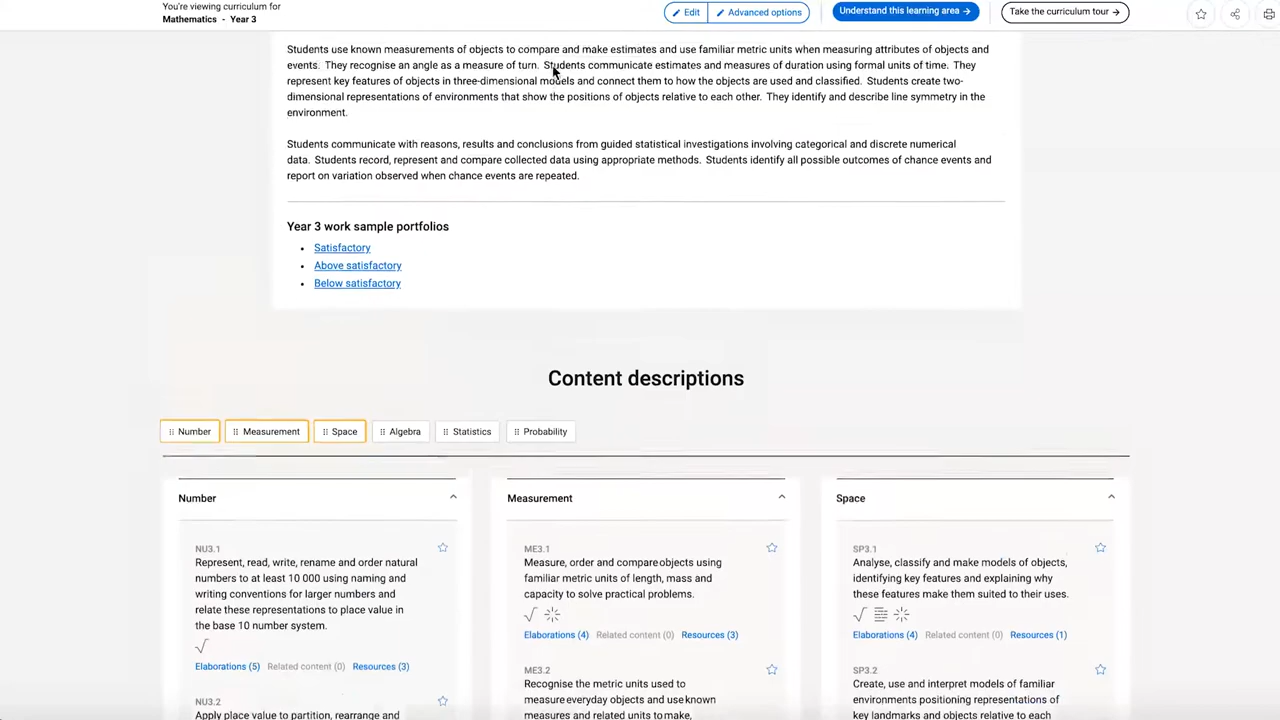 You're viewing curriculum for
Mathematics - Year 3
Edit
Advanced options
Understand this learning area →
Take the curriculum tour →
Students use known measurements of objects to compare and make estimates and use familiar metric units when measuring attributes of objects and
events. They recognise an angle as a measure of turn. Students communicate estimates and measures of duration using formal units of time. They
represent key features of objects in three-dimensional models and connect them to how the objects are used and classified. Students create two-
dimensional representations of environments that show the positions of objects relative to each other. They identify and describe line symmetry in the
environment.
Students communicate with reasons, results and conclusions from guided statistical investigations involving categorical and discrete numerical
data. Students record, represent and compare collected data using appropriate methods. Students identify all possible outcomes of chance events and
report on variation observed when chance events are repeated.
Year 3 work sample portfolios
• Satisfactory
• Above satisfactory
• Below satisfactory
Content descriptions
Number
Measurement
Space
Algebra
Statistics
Probability
Number
NU3.1
Represent, read, write, rename and order natural
numbers to at least 10 000 using naming and
writing conventions for larger numbers and
relate these representations to place value in
the base 10 number system.
Elaborations (5) Related content (0) Resources (3)
NU3.2
Apply place value to partition, rearrange and
Measurement
ME3.1
Measure, order and compare objects using
familiar metric units of length, mass and
capacity to solve practical problems.
Elaborations (4) Related content (0) Resources (3)
ME3.2
Recognise the metric units used to
measure everyday objects and use known
measures and related units to make,
Space
SP3.1
Analyse, classify and make models of objects,
identifying key features and explaining why
these features make them suited to their uses.
Elaborations (4) Related content (0) Resources (1)
SP3.2
Create, use and interpret models of familiar
environments positioning representations of
key landmarks and objects relative to each